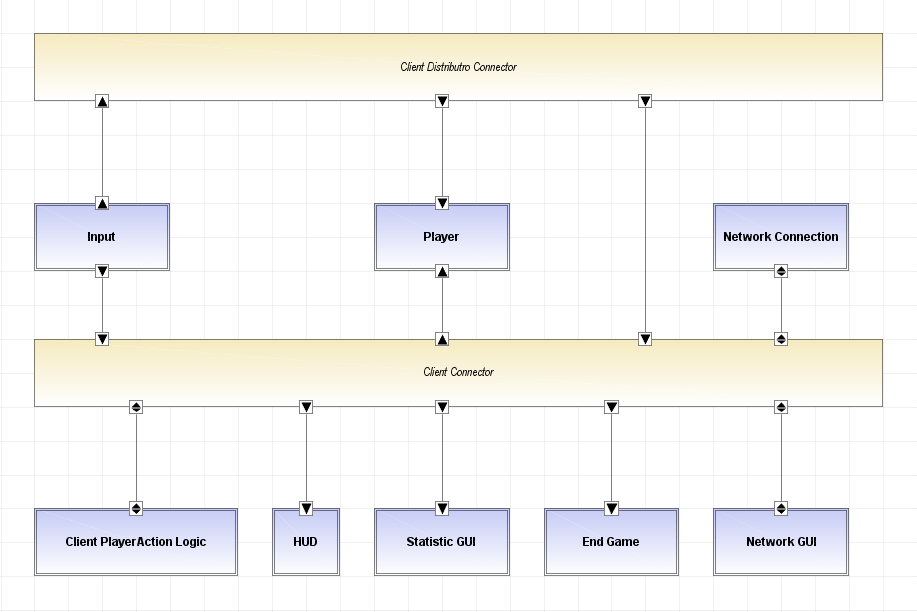 Client Distributro Connector
Input
Player
Network Connection
Client Connector
Client PlayerAction Logic
HUD
Statistic GUI
End Game
Network GUI